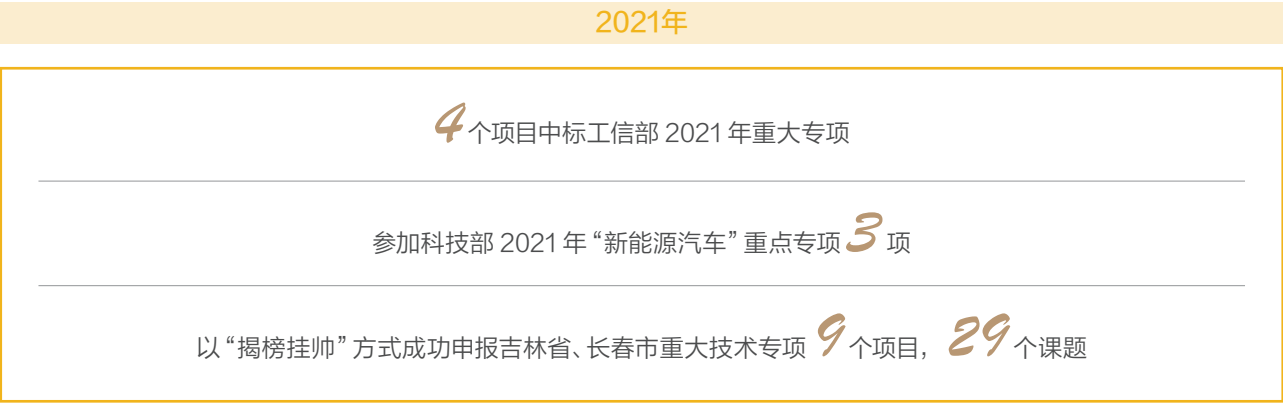 2021年
4个项目中标工信部 2021 年重大专项
参加科技部 2021 年“新能源汽车”重点专项 3 项
以“揭榜挂帅”方式成功申报吉林省、长春市重大技术专项 9 个项目，29 个课题